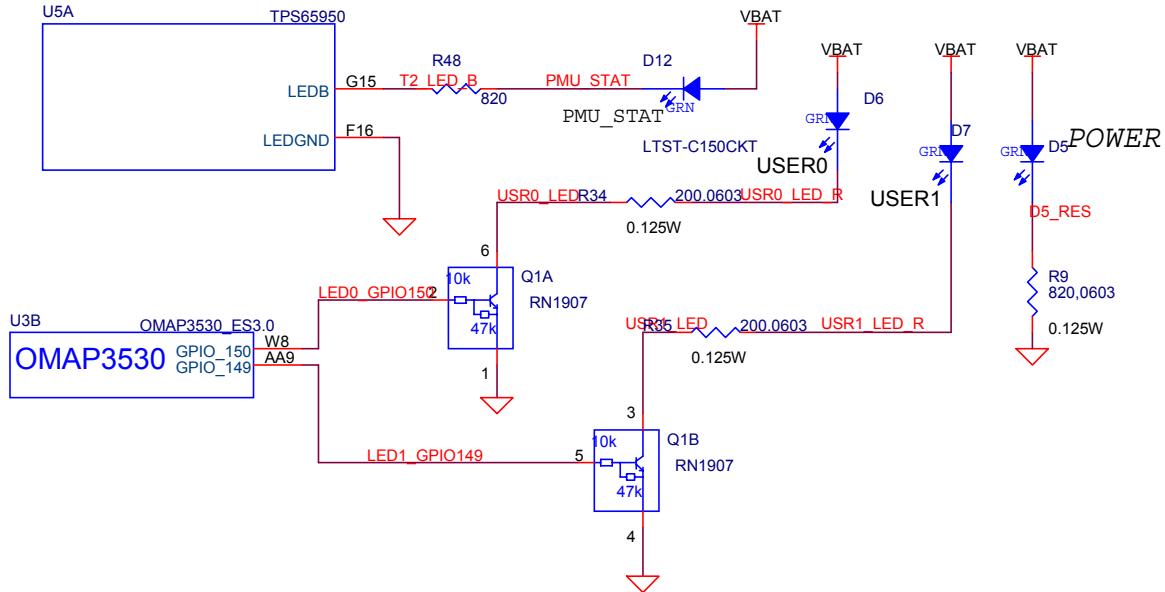 U5A TPS65950
VBAT
R48
D12
VBAT
VBAT
VBAT
G15
T2_LED_B
PMU_STAT
LEDB
820
GRN
D6
PMU_STAT
GRN
F16
LEDGND
D7
D5
POWER
LTST-C150CKT
GRN
GRN
USER0
USER1
USR0_LED
R34
200.0603
USR0_LED_R
D5_RES
0.125W
6
10k
Q1A
R9
LED0_GPIO150
2
RN1907
820,0603
U3B
47k
OMAP3530_ES3.0
USR1_LED
R35
200.0603
USR1_LED_R
0.125W
W8
OMAP3530
GPIO_150
0.125W
AA9
GPIO_149
1
3
10k
Q1B
LED1_GPIO149
5
RN1907
47k
4